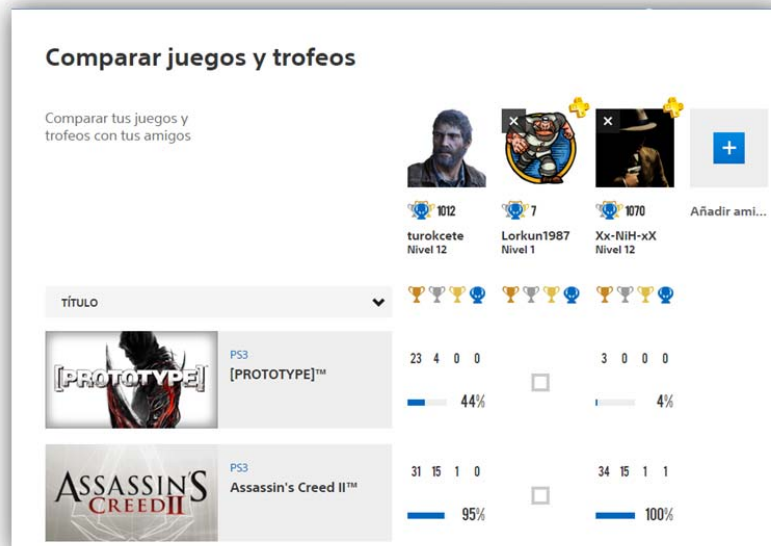 Comparar juegos y trofeos
Comparar tus juegos y
trofeos con tus amigos
1012
7
1070
Añadir ami...
turokcete
Nivel 12
Lorkun1987
Nivel 1
Xx-NiH-xX
Nivel 12
TÍTULO
[PROTOTYPE]
PS3
[PROTOTYPE]™
23 4 0 0
44%
3 0 0 0
4%
ASSASSIN'S
CREED II
PS3
Assassin's Creed II™
31 15 1 0
95%
34 15 1 1
100%